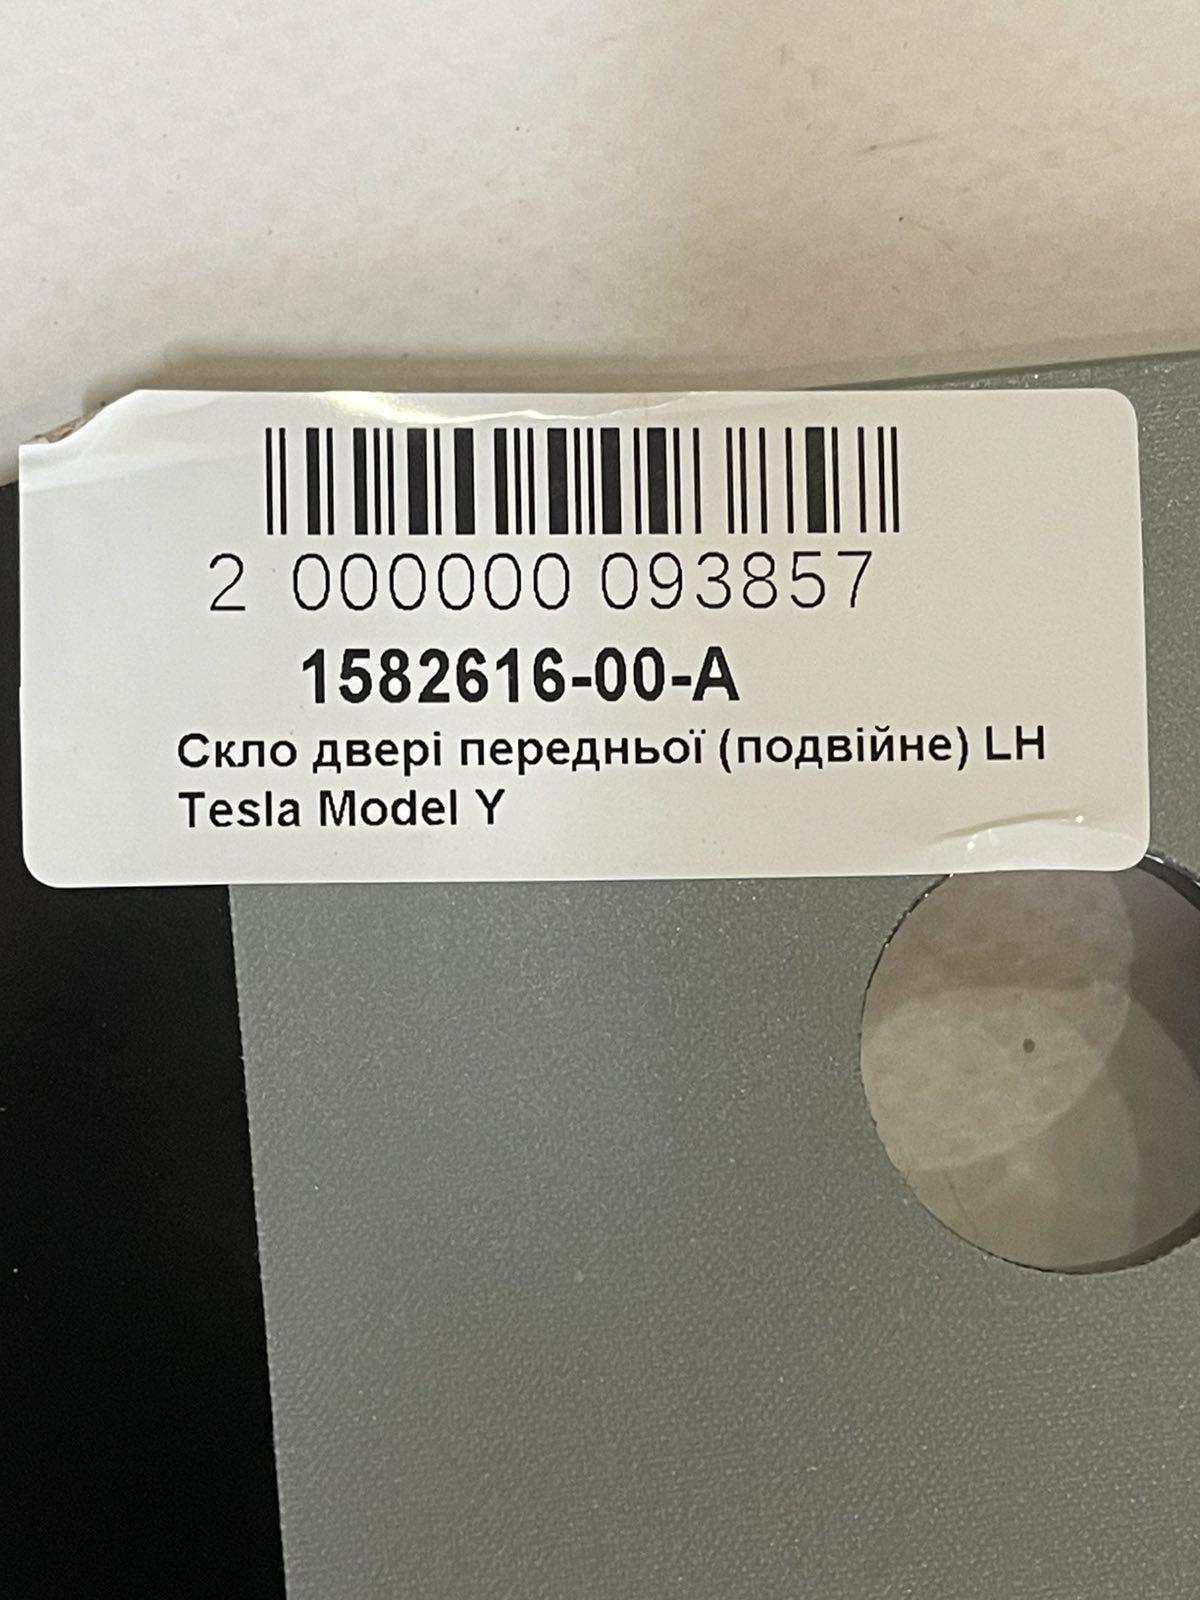 2 000000 093857
1582616-00-A
Скло двері передньої (подвійне) LH
Tesla Model Y